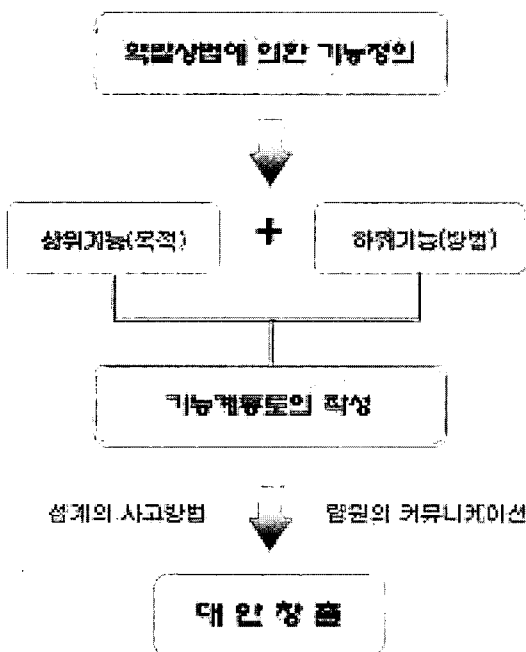 확발상법에 의한 기능정의
상위기능(목적) + 하위기능(방법)
기능계통도의 작성
설계의 사고방법 팀원의 커뮤니케이션
대 안 창 출